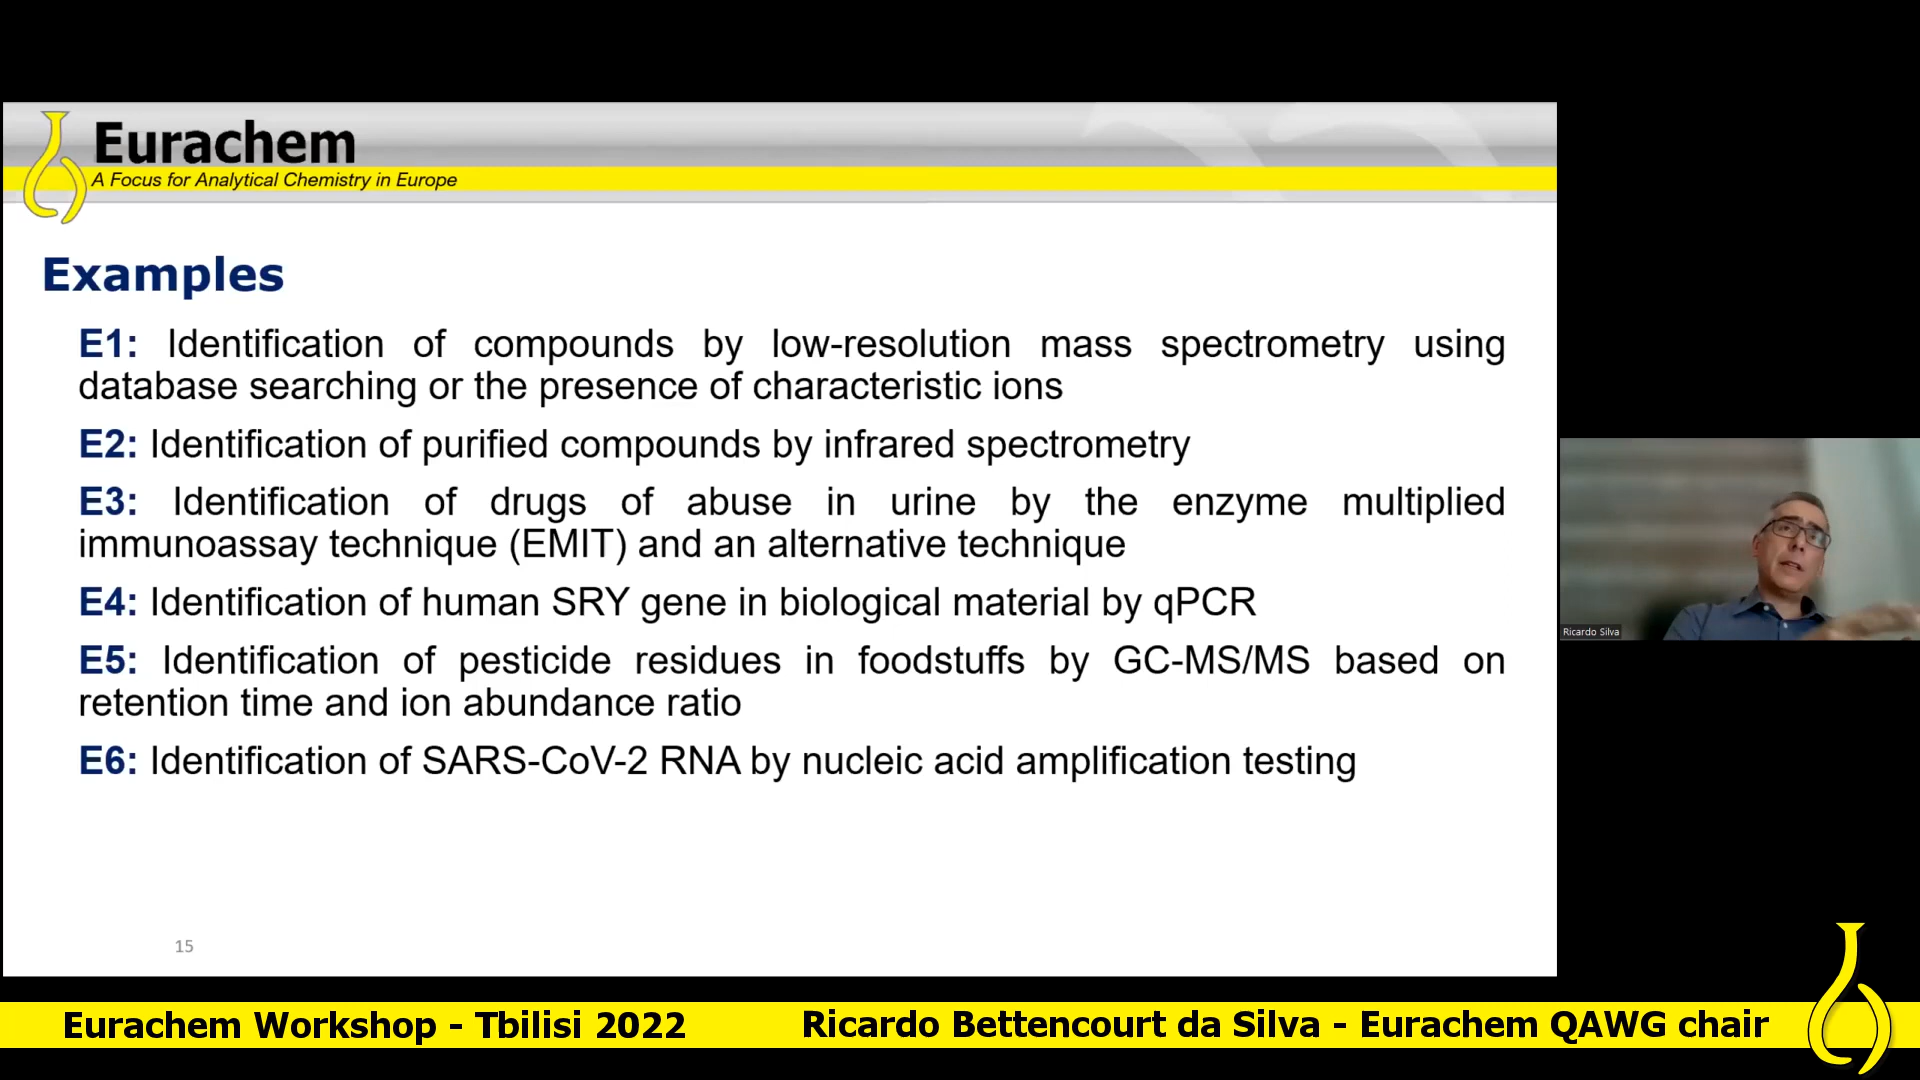 Eurachem
A Focus for Analytical Chemistry in Europe
Examples
E1: Identification of compounds by low-resolution mass spectrometry using
database searching or the presence of characteristic ions
E2: Identification of purified compounds by infrared spectrometry
E3: Identification of drugs of abuse in urine by the enzyme multiplied
immunoassay technique (EMIT) and an alternative technique
E4: Identification of human SRY gene in biological material by qPCR
E5: Identification of pesticide residues in foodstuffs by GC-MS/MS based on
retention time and ion abundance ratio
E6: Identification of SARS-CoV-2 RNA by nucleic acid amplification testing
15
Ricardo Silva
Eurachem Workshop - Tbilisi 2022
Ricardo Bettencourt da Silva - Eurachem QAWG chair